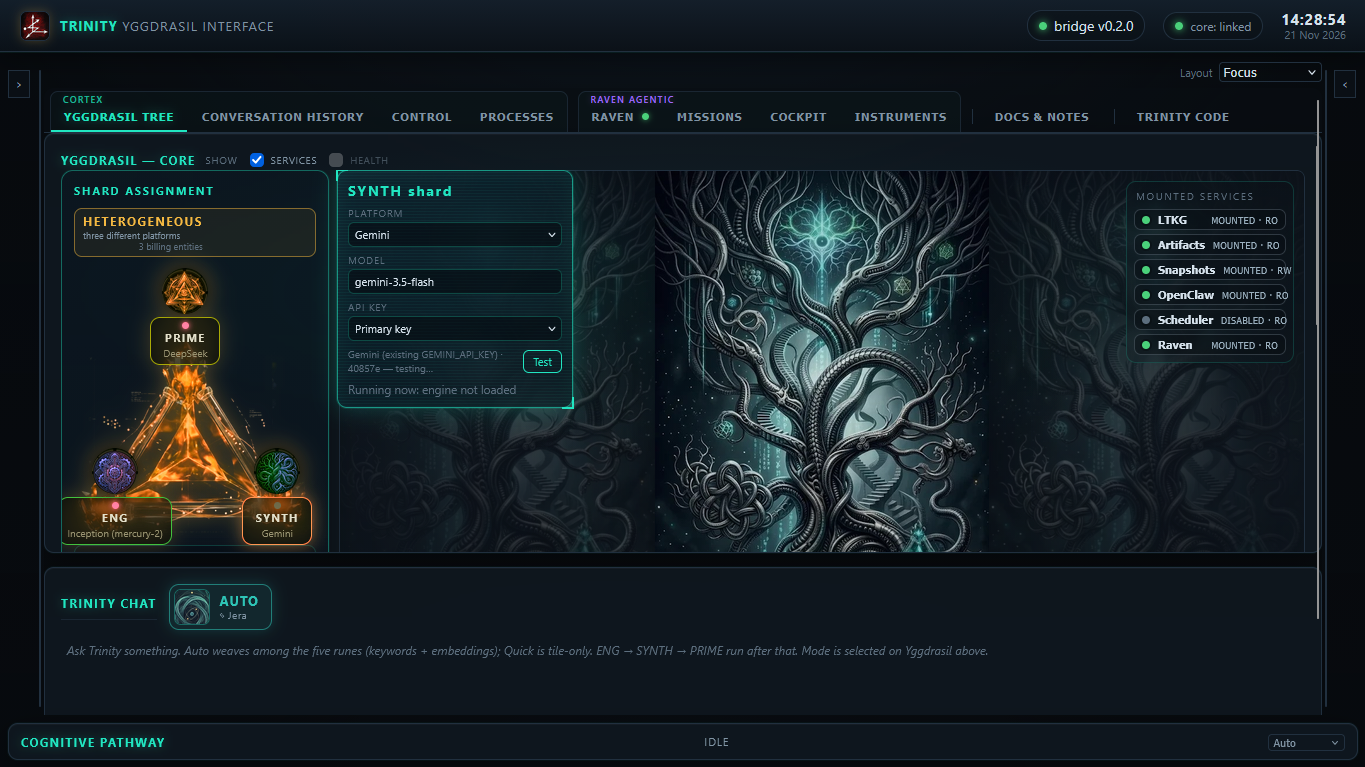 TRINITY YGGDRASIL INTERFACE
bridge v0.2.0
core: linked
14:28:54
21 Nov 2026
>
<
Layout
Focus
CORTEX
YGGDRASIL TREE
CONVERSATION HISTORY
CONTROL
PROCESSES
RAVEN AGENTIC
RAVEN
MISSIONS
COCKPIT
INSTRUMENTS
DOCS & NOTES
TRINITY CODE
YGGDRASIL — CORE
SHOW
SERVICES
HEALTH
SHARD ASSIGNMENT
HETEROGENEOUS
three different platforms
3 billing entities
PRIME
DeepSeek
ENG
Inception (mercury-2)
SYNTH
Gemini
SYNTH shard
PLATFORM
Gemini
MODEL
gemini-3.5-flash
API KEY
Primary key
Gemini (existing GEMINI_API_KEY) ·
40857e — testing...
Test
Running now: engine not loaded
MOUNTED SERVICES
LTKG MOUNTED · RO
Artifacts MOUNTED · RO
Snapshots MOUNTED · RW
OpenClaw MOUNTED · RO
Scheduler DISABLED · RO
Raven MOUNTED · RO
TRINITY CHAT
AUTO
Jera
Ask Trinity something. Auto weaves among the five runes (keywords + embeddings); Quick is tile-only. ENG → SYNTH → PRIME run after that. Mode is selected on Yggdrasil above.
COGNITIVE PATHWAY
IDLE
Auto